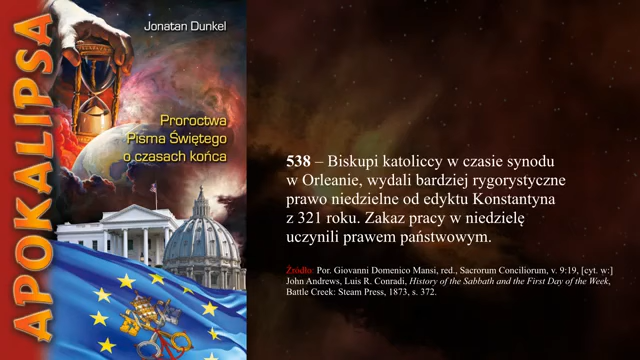 Jonatan Dunkel
APOKALIPSA
Proroctwa
Pisma Świętego
o czasach końca
538 – Biskupi katoliccy w czasie synodu
w Orleanie, wydali bardziej rygorystyczne
prawo niedzielne od edyktu Konstantyna
z 321 roku. Zakaz pracy w niedzielę
uczynili prawem państwowym.
Źródło: Por. Giovanni Domenico Mansi, red., Sacrorum Conciliorum, v. 9:19, [cyt. w:]
John Andrews, Luis R. Conradi, History of the Sabbath and the First Day of the Week,
Battle Creek: Steam Press, 1873, s. 372.